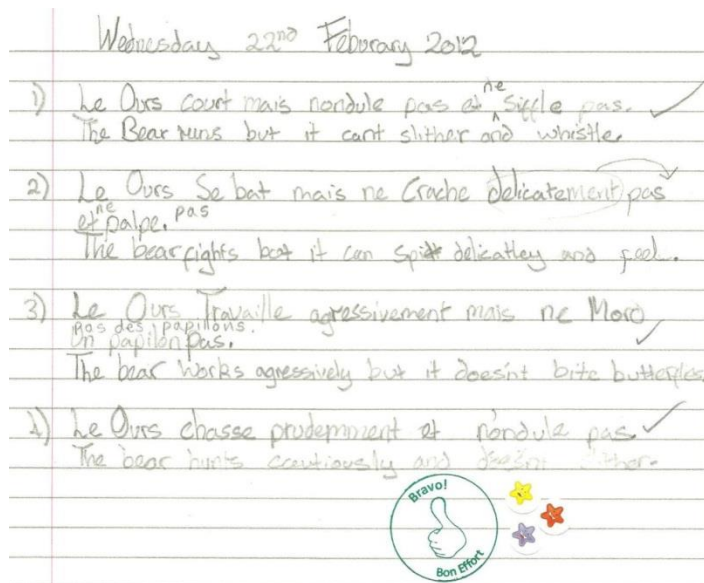 Wednesday 22nd Feburary 2012
1) Le Ours court mais nondule pas et ne siffle pas.
The Bear runs but it cant slither and whistle.
2) Le Ours Se bat mais ne Crache delicatement pas
et ne palpe. pas
The bear fights but it can spit delicatley and feel.
3) Le Ours Travaille agressivement mais ne Mord
pas des papillons.
Un papilon pas.
The bear works agressively but it doesn't bite butterflies.
4) Le Ours chasse prudemment et n'ondule pas.
The bear hunts cautiously and doesn't slither.
Bravo!
Bon Effort